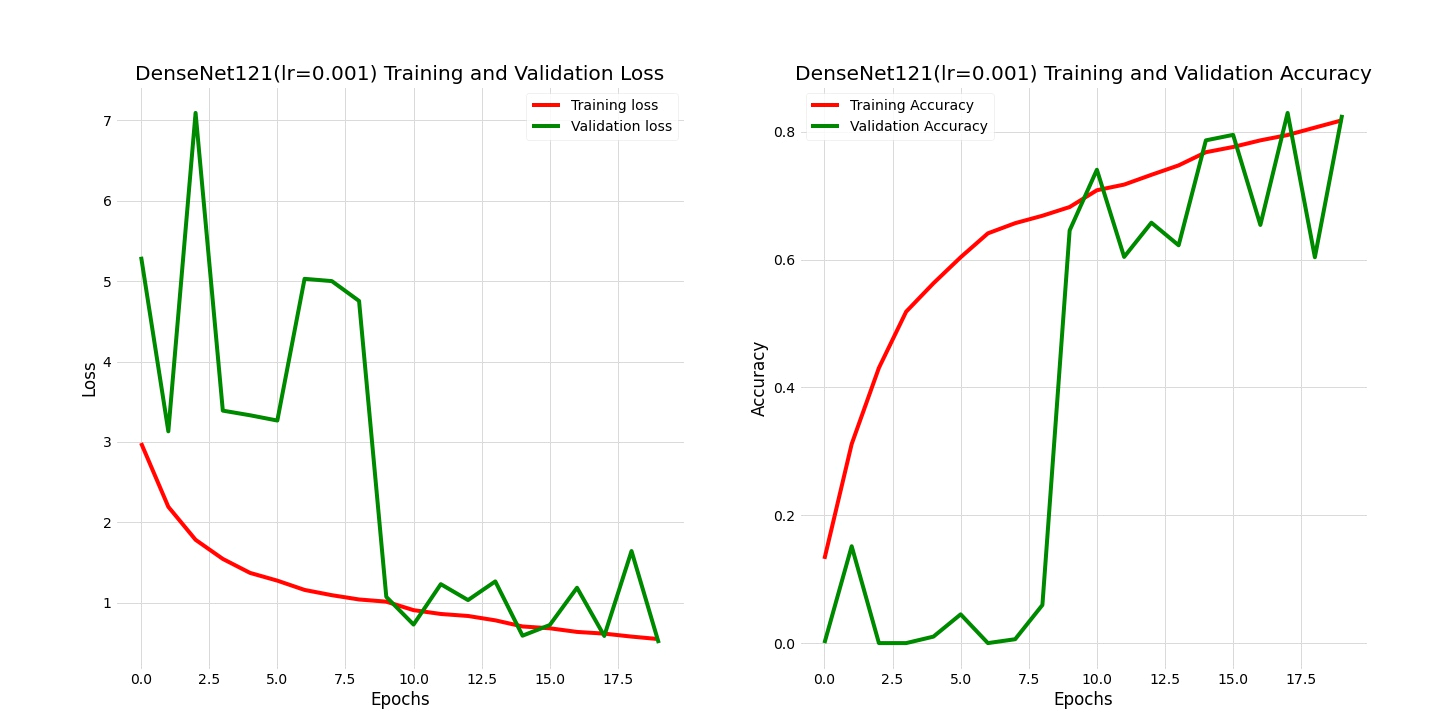 DenseNet121(lr=0.001) Training and Validation Loss
Training loss
Validation loss
7
6
5
4
3
2
1
Loss
0.0 2.5 5.0 7.5 10.0 12.5 15.0 17.5
Epochs
DenseNet121(lr=0.001) Training and Validation Accuracy
Training Accuracy
Validation Accuracy
0.8
0.6
0.4
0.2
0.0
Accuracy
0.0 2.5 5.0 7.5 10.0 12.5 15.0 17.5
Epochs